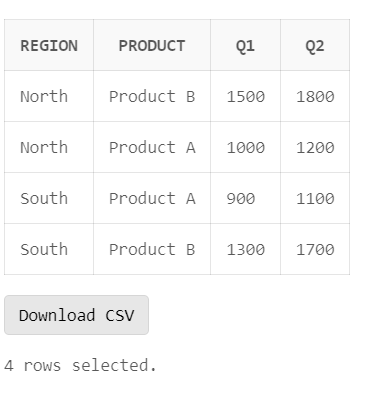 REGION PRODUCT Q1 Q2
North Product B 1500 1800
North Product A 1000 1200
South Product A 900 1100
South Product B 1300 1700
Download CSV
4 rows selected.